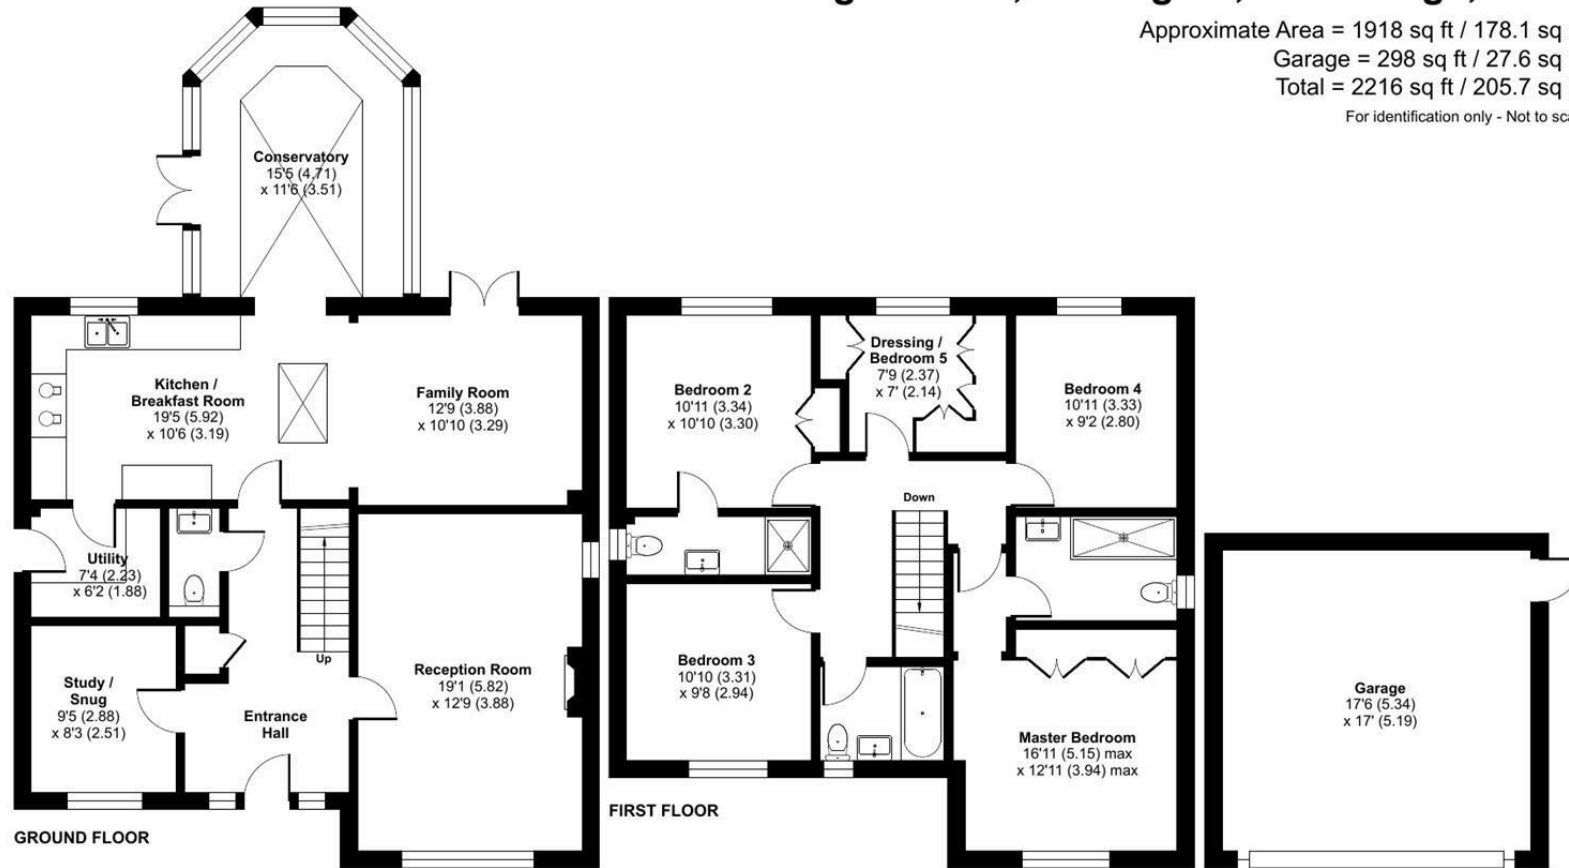 Approximate Area = 1918 sq ft / 178.1 sq
Garage = 298 sq ft / 27.6 sq
Total = 2216 sq ft / 205.7 sq
For identification only - Not to
Conservatory
15'5 (4.71)
x 11'6 (3.51)
Kitchen /
Breakfast Room
19'5 (5.92)
x 10'6 (3.19)
Family Room
12'9 (3.88)
x 10'10 (3.29)
Utility
7'4 (2.23)
x 6'2 (1.88)
Up
Study /
Snug
9'5 (2.88)
x 8'3 (2.51)
Entrance
Hall
Reception Room
19'1 (5.82)
x 12'9 (3.88)
GROUND FLOOR
Bedroom 2
10'11 (3.34)
x 10'10 (3.30)
Dressing /
Bedroom 5
7'9 (2.37)
x 7' (2.14)
Bedroom 4
10'11 (3.33)
x 9'2 (2.80)
Down
Bedroom 3
10'10 (3.31)
x 9'8 (2.94)
Master Bedroom
16'11 (5.15) max
x 12'11 (3.94) max
FIRST FLOOR
Garage
17'6 (5.34)
x 17' (5.19)